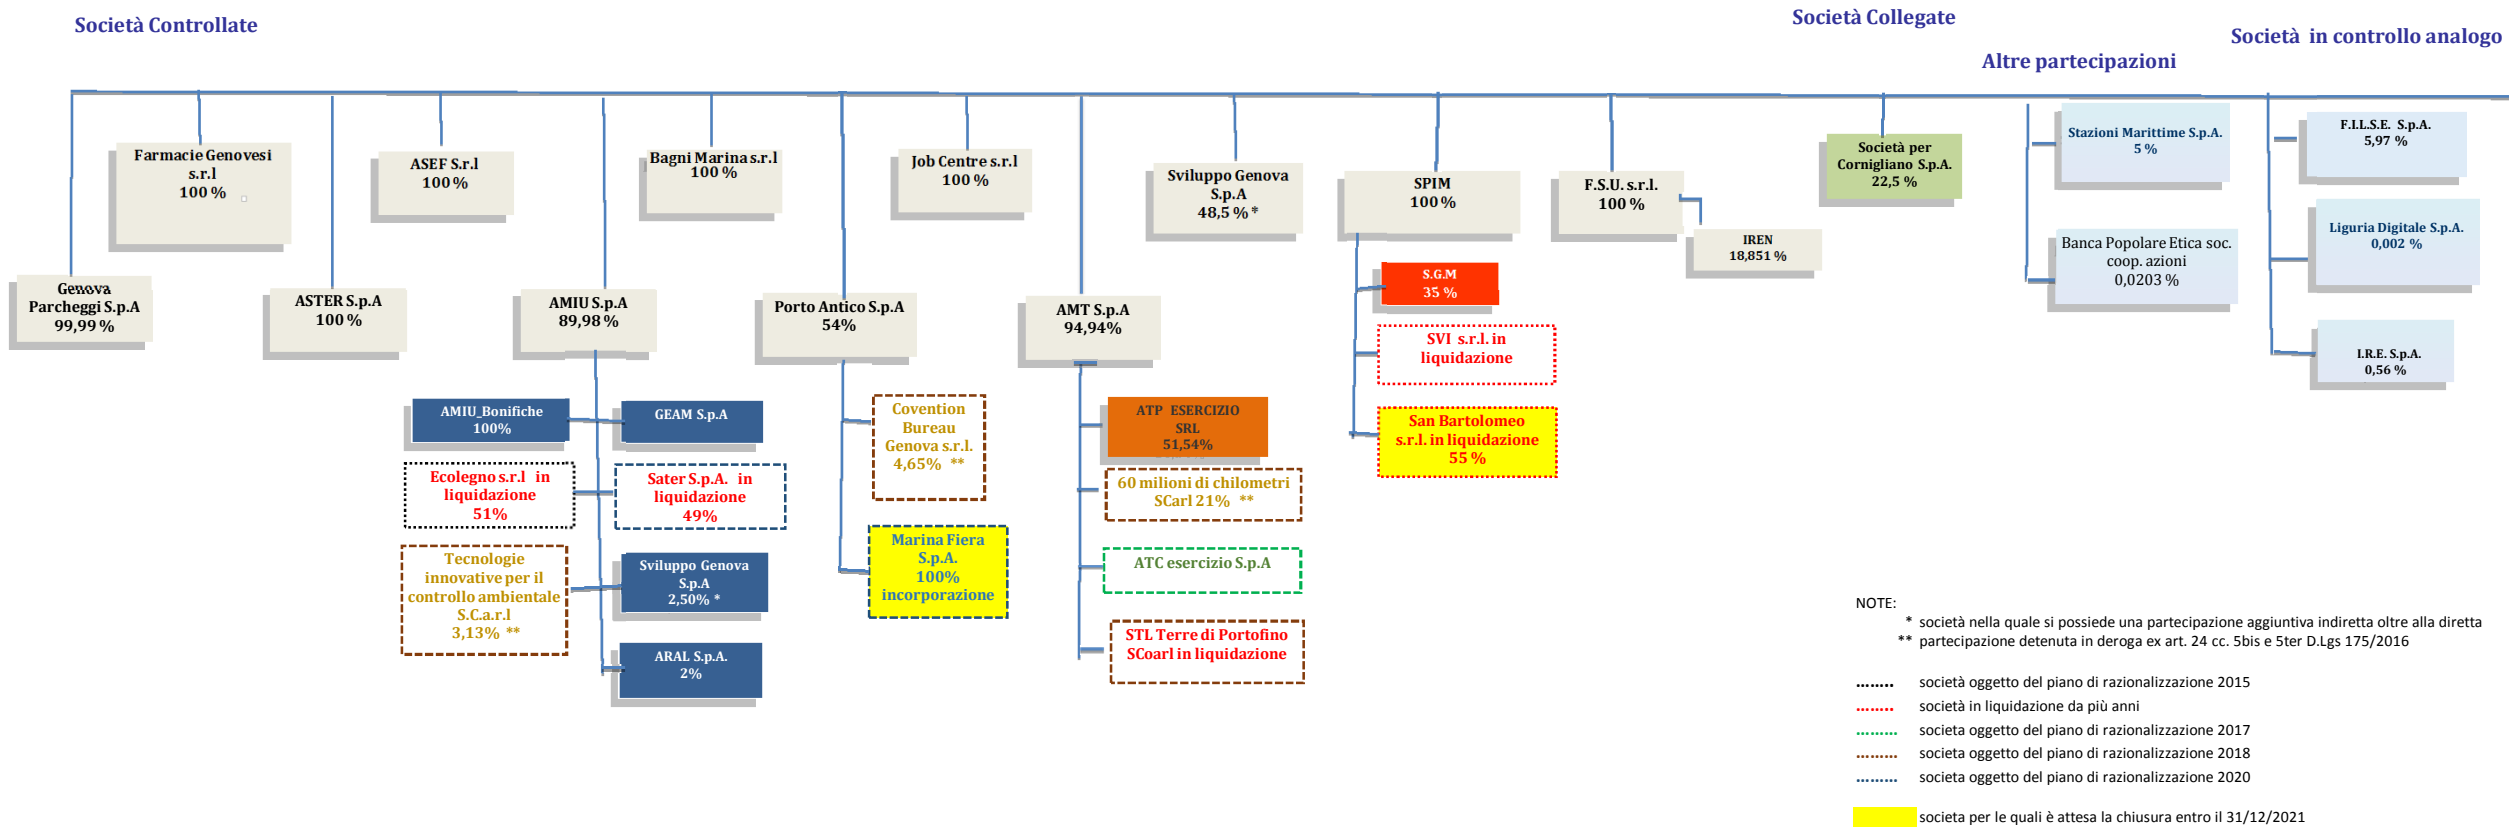 Società Controllate
Società Collegate
Società  in controllo analogo
Altre partecipazioni
Farmacie Genovesi
s.r.l
100 %
ASEF S.r.l
100 %
Bagni Marina s.r.l
100 %
Job Centre s.r.l
100 %
Sviluppo Genova
S.p.A
48,5 % *
SPIM
100 %
F.S.U. s.r.l.
100 %
IREN
18,851 %
Società per
Cornigliano S.p.A.
22,5 %
Stazioni Marittime S.p.A.
5 %
Banca Popolare Etica soc.
coop. azioni
0,0203 %
F.I.L.S.E.  S.p.A.
5,97 %
Liguria Digitale S.p.A.
0,002 %
I.R.E. S.p.A.
0,56 %
Genova
Parcheggi S.p.A
99,99 %
ASTER S.p.A
100 %
AMIU S.p.A
89,98 %
Porto Antico S.p.A
54%
AMT S.p.A
94,94%
S.G.M
35 %
SVI  s.r.l. in
liquidazione
San Bartolomeo
s.r.l. in liquidazione
55 %
AMIU_Bonifiche
100%
GEAM S.p.A
Ecolegno s.r.l  in
liquidazione
51%
Sater S.p.A.  in
liquidazione
49%
Tecnologie
innovative per il
controllo ambientale
S.C.a.r.l
3,13% **
Sviluppo Genova
S.p.A
2,50% *
ARAL S.p.A.
2%
Covention
Bureau
Genova s.r.l.
4,65%  **
Marina Fiera
S.p.A.
100%
incorporazione
ATP  ESERCIZIO
SRL
51,54%
60 milioni di chilometri
SCarl 21%  **
ATC esercizio S.p.A
STL Terre di Portofino
SCoarl in liquidazione
NOTE:
* società nella quale si possiede una partecipazione aggiuntiva indiretta oltre alla diretta
** partecipazione detenuta in deroga ex art. 24 cc. 5bis e 5ter D.Lgs 175/2016
........ società oggetto del piano di razionalizzazione 2015
........ società in liquidazione da più anni
......... societa oggetto del piano di razionalizzazione 2017
......... societa oggetto del piano di razionalizzazione 2018
......... societa oggetto del piano di razionalizzazione 2020
societa per le quali è attesa la chiusura entro il 31/12/2021